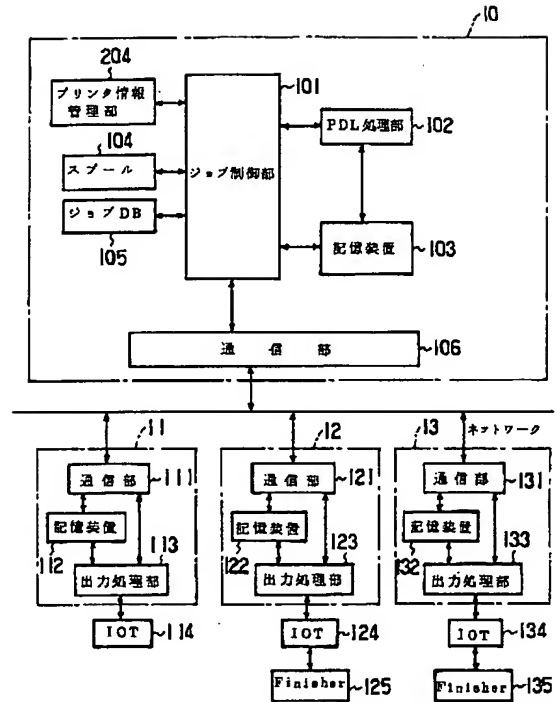 10
204
プリンタ情報
管理部
101
104
スプール
ジョブDB
105
ジョブ制御部
PDL処理部
102
記憶装置
103
通信部
106
ネットワーク
11
通信部
111
記憶装置
112
113
出力処理部
IOT
114
12
通信部
121
記憶装置
122
123
出力処理部
IOT
124
Finisher
125
13
通信部
131
記憶装置
132
133
出力処理部
IOT
134
Finisher
135